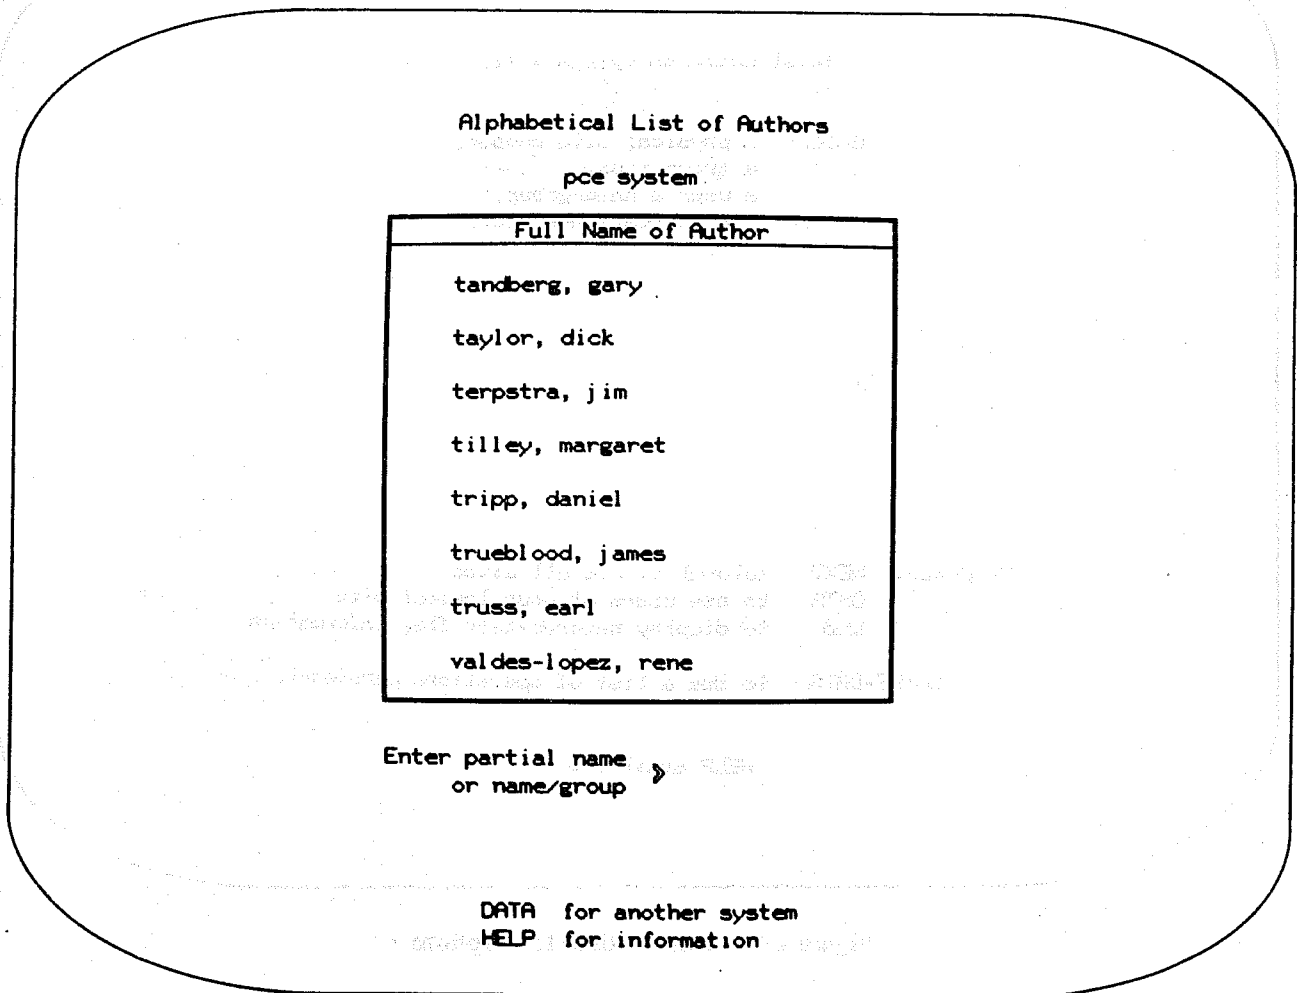 Alphabetical List of Authors
pce system
Full Name of Author
tandberg, gary
taylor, dick
terpstra, jim
tilley, margaret
tripp, daniel
trueblood, james
truss, earl
valdes-lopez, rene
Enter partial name
or name/group >
DATA for another system
HELP for information